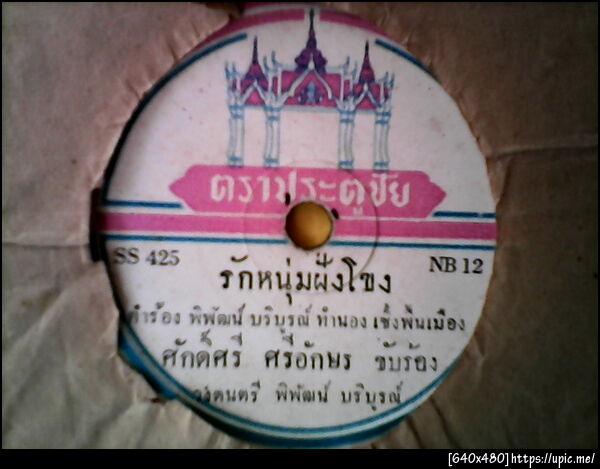 ตราประตูชัย
SS 425
NB 12
รักหนุ่มฝั่งโขง
คำร้อง พิพัฒน์ บริบูรณ์ ทำนอง เซิ้งพื้นเมือง
ศักดิ์ศรี ศรีอักษร ขับร้อง
วงดนตรี พิพัฒน์ บริบูรณ์
[640x480]https://upic.me/